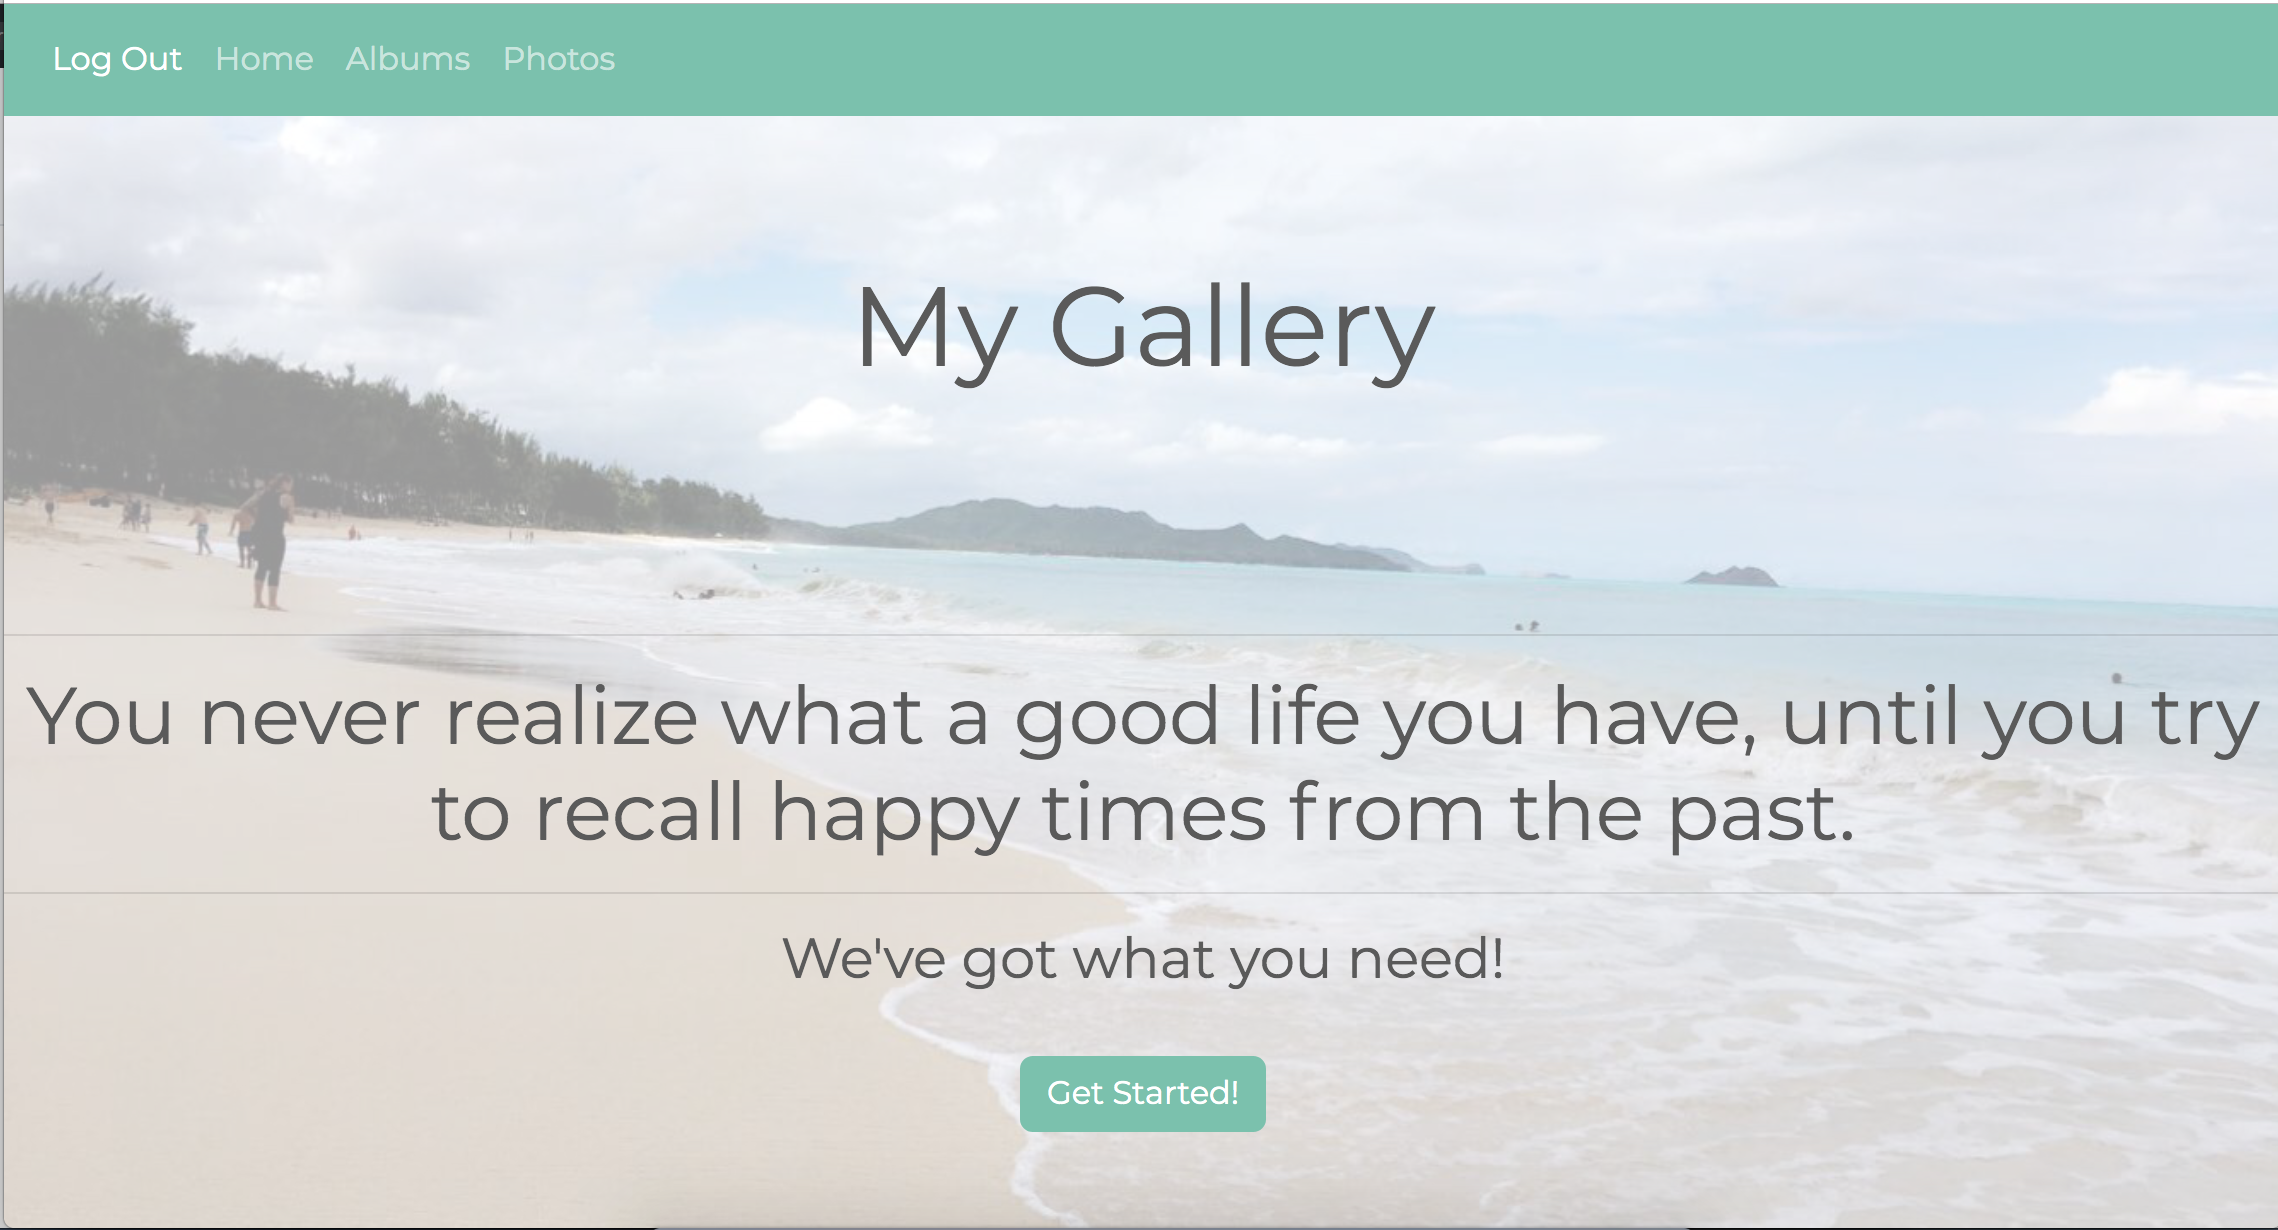 Log Out Home Albums Photos
My Gallery
You never realize what a good life you have, until you try
to recall happy times from the past.
We've got what you need!
Get Started!